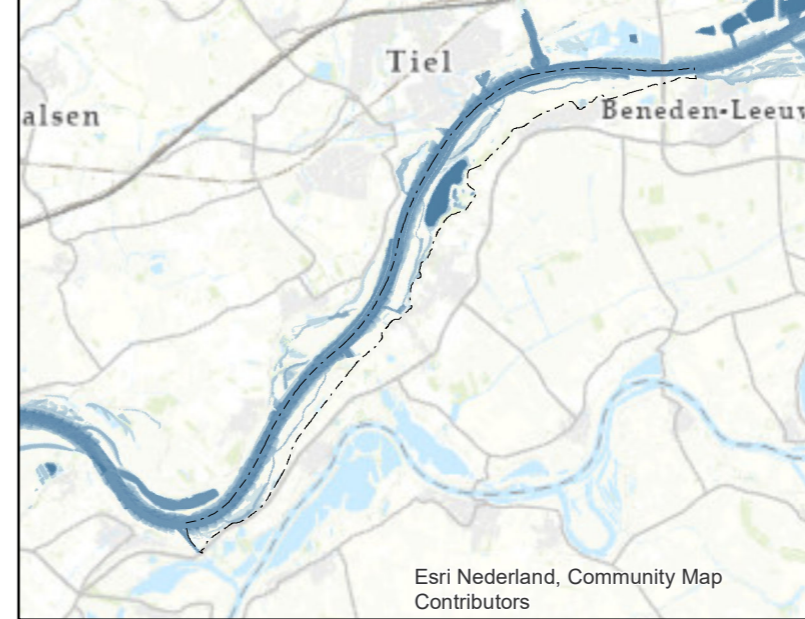 Tiel
alsen
Beneden-Leeuw
Esri Nederland, Community Map
Contributors